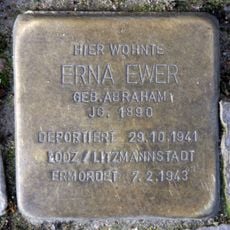 HIER WOHNTE
ERNA EWER
GEB. ABRAHAM
JG. 1890
DEPORTIERT 29.10.1941
LODZ / LITZMANNSTADT
ERMORDET 7.2.1943